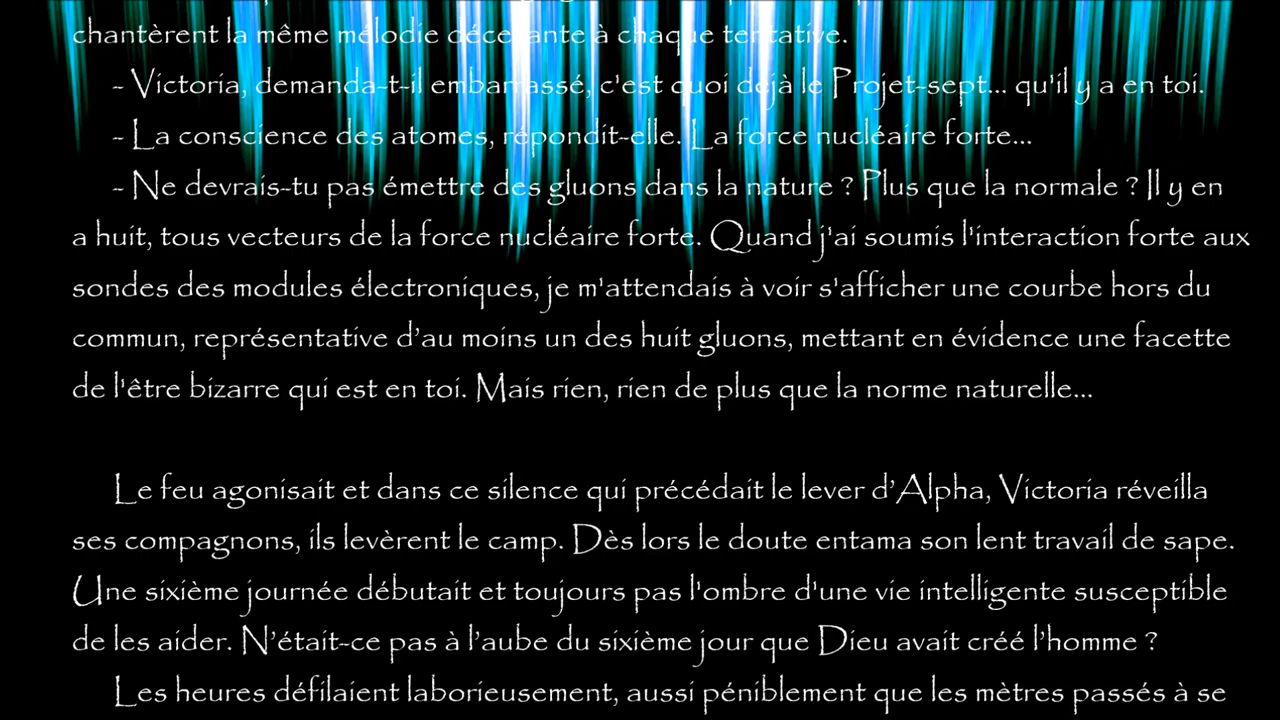 chantèrent la même mélodie décevante à chaque tentative.
- Victoria, demanda-t-il embarrassé, c'est quoi dejà le Projet-sept... qu'il y a en toi.
- La conscience des atomes, répondit-elle. La force nucléaire forte...
- Ne devrais-tu pas émettre des gluons dans la nature ? Plus que la normale ? Il y en
a huit, tous vecteurs de la force nucléaire forte. Quand j'ai soumis l'interaction forte aux
sondes des modules électroniques, je m'attendais à voir s'afficher une courbe hors du
commun, représentative d’au moins un des huit gluons, mettant en évidence une facette
de l'être bizarre qui est en toi. Mais rien, rien de plus que la norme naturelle...
Le feu agonisait et dans ce silence qui précédait le lever d’Alpha, Victoria réveilla
ses compagnons, ils levèrent le camp. Dès lors le doute entama son lent travail de sape.
Une sixième journée débutait et toujours pas l'ombre d'une vie intelligente susceptible
de les aider. N’était-ce pas à l’aube du sixième jour que Dieu avait créé l’homme ?
Les heures défilaient laborieusement, aussi péniblement que les mètres passés à se